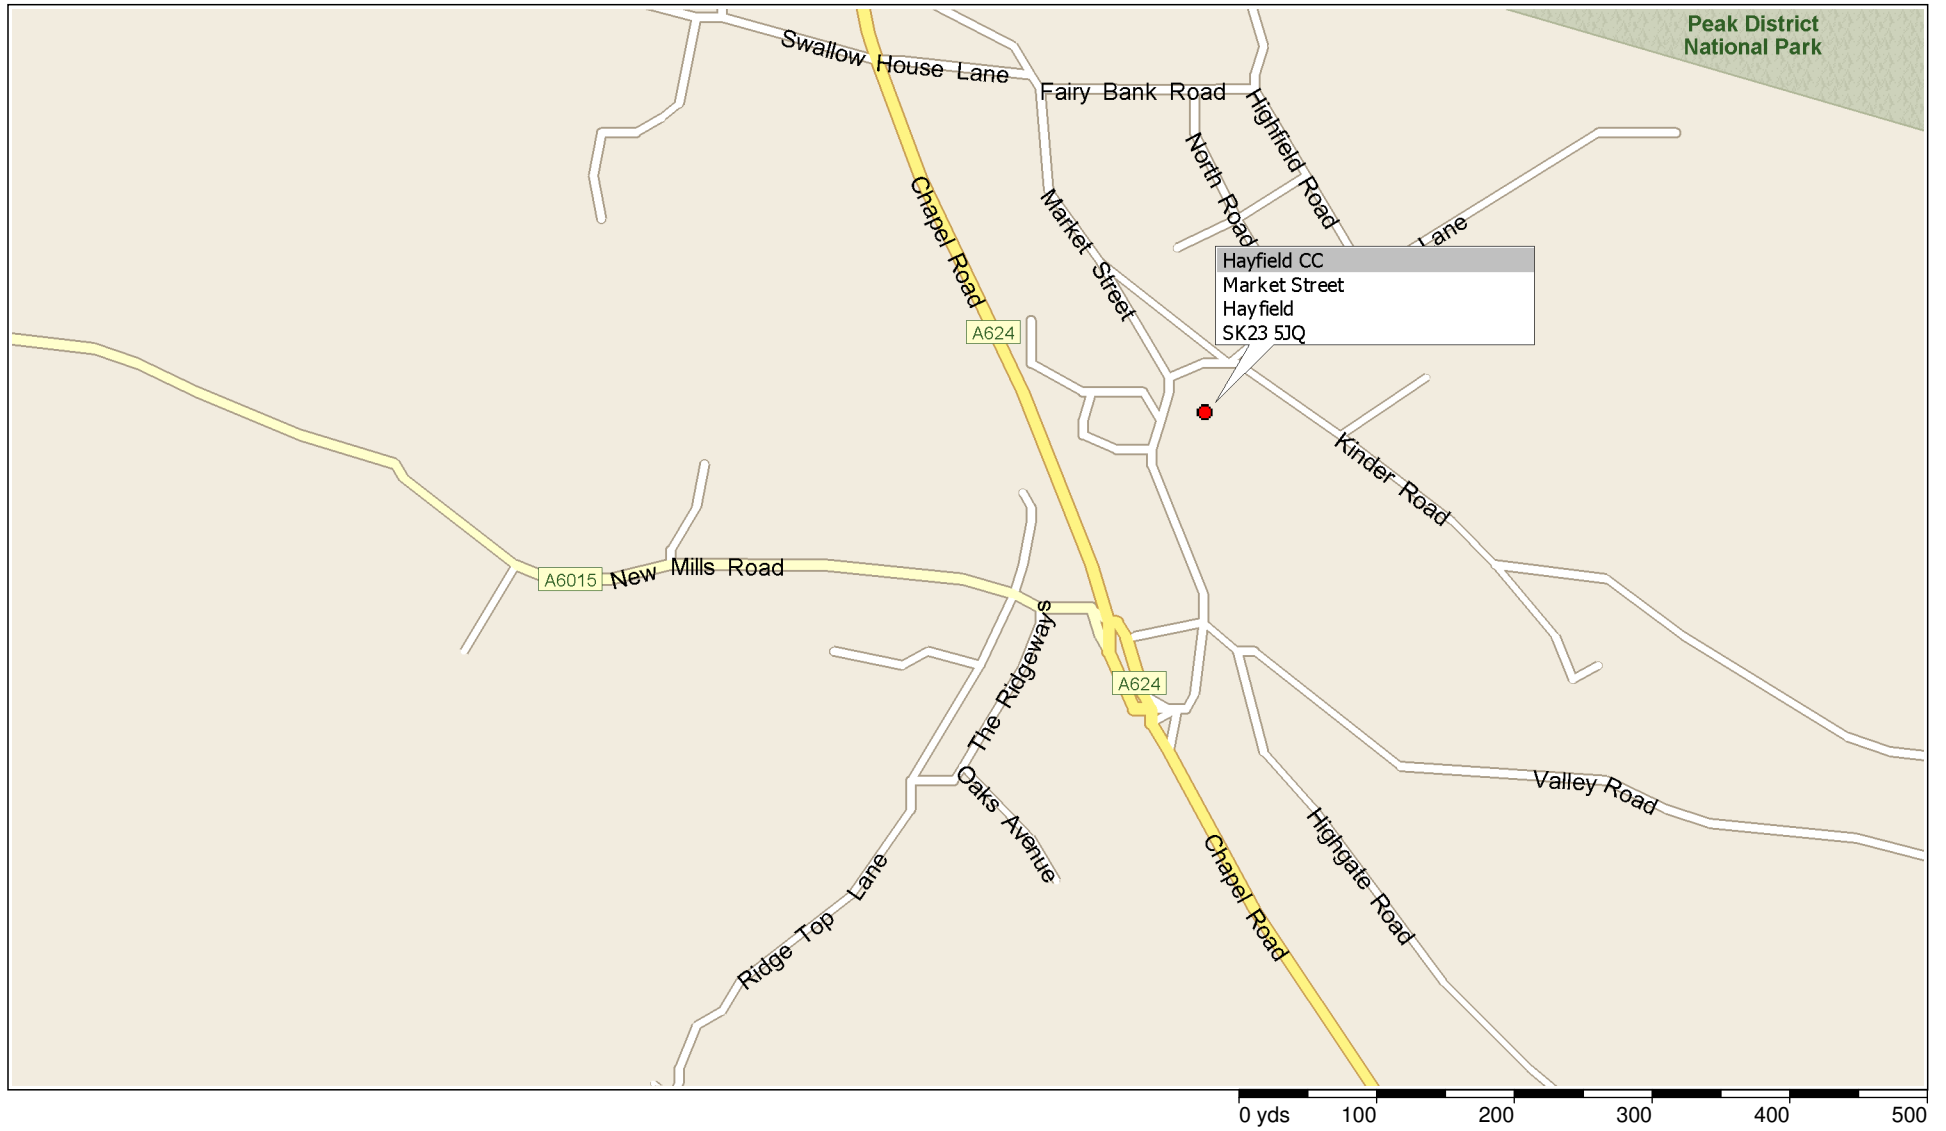 Peak District
National Park
Swallow House Lane
Fairy Bank Road
Highfield Road
North Road
Chapel Road
Market Street
Lane
Hayfield CC
Market Street
Hayfield
SK23 5JQ
A624
Kinder Road
A6015
New Mills Road
The Ridgeways
A624
Oaks Avenue
Valley Road
Highgate Road
Chapel Road
Ridge Top Lane
0 yds 100 200 300 400 500